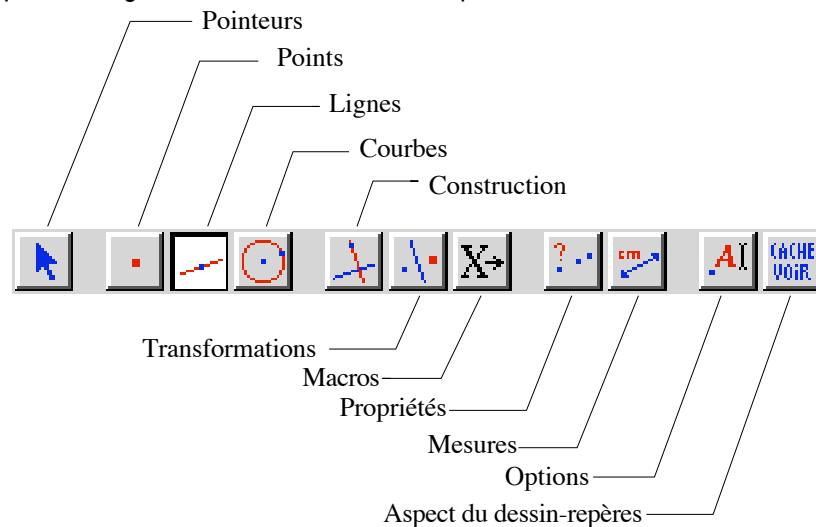 Pointeurs
Points
Lignes
Courbes
Construction
X
?
cm
A
CACHE
VOIR
Transformations
Macros
Propriétés
Mesures
Options
Aspect du dessin-repères